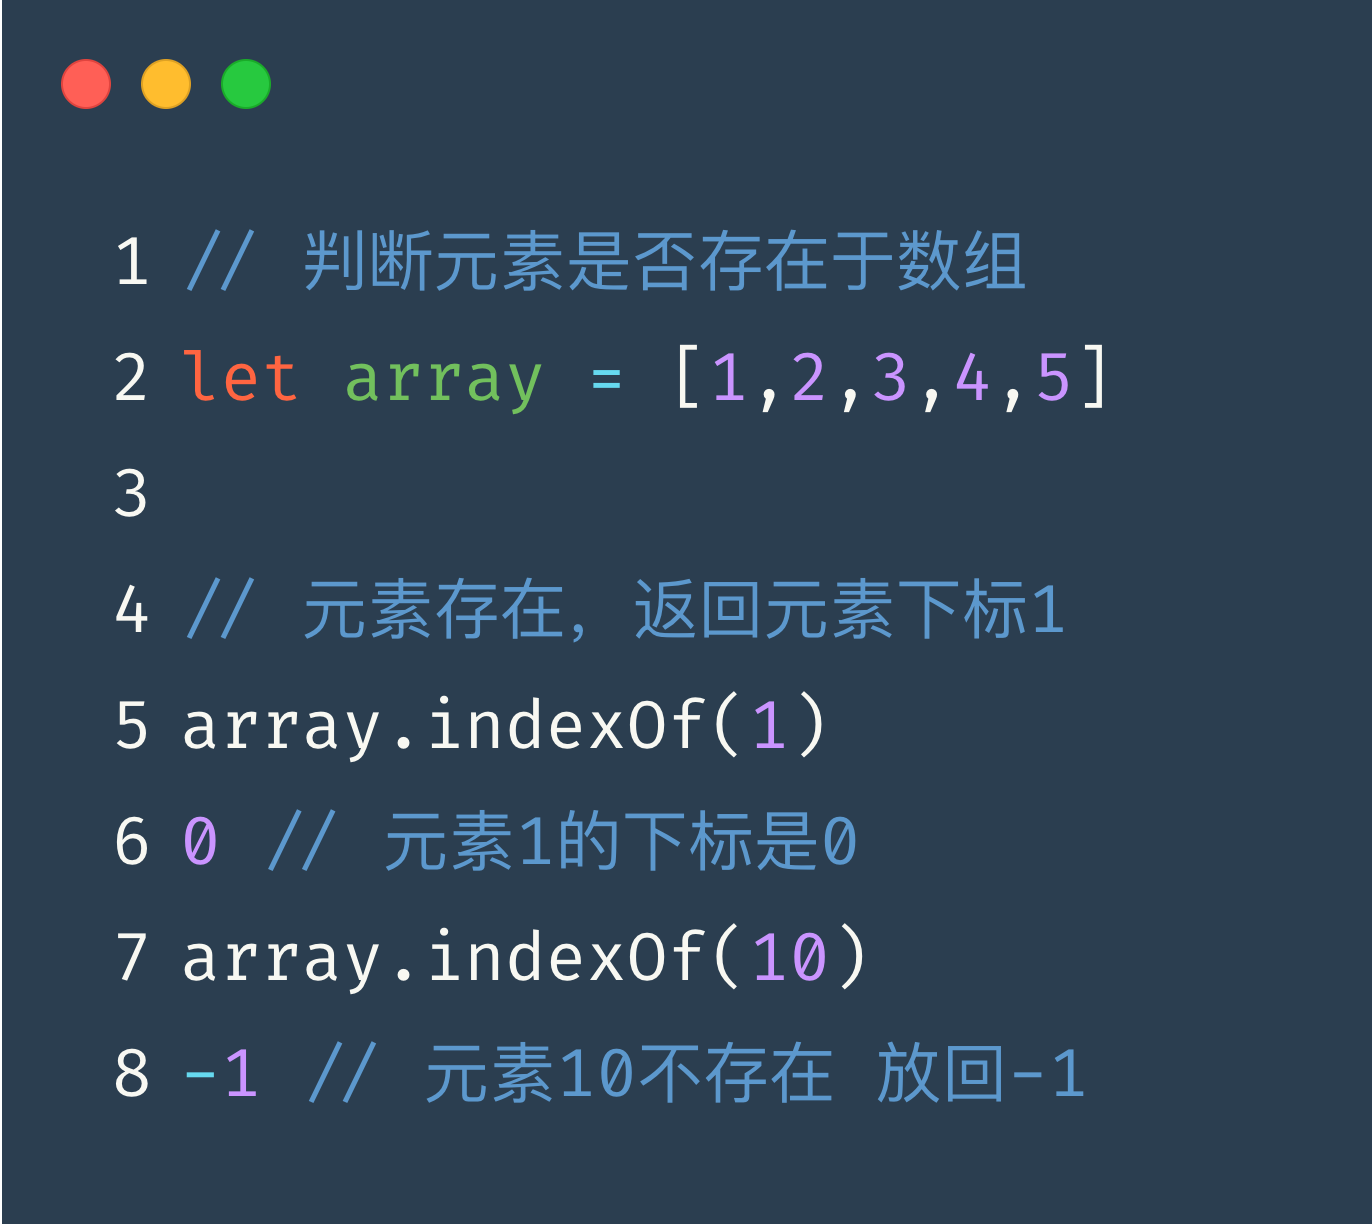 1 // 判断元素是否存在于数组
2 let array = [1,2,3,4,5]
3
4 // 元素存在, 返回元素下标1
5 array.indexOf(1)
6 0 // 元素1的下标是0
7 array.indexOf(10)
8 -1 // 元素10不存在 放回-1